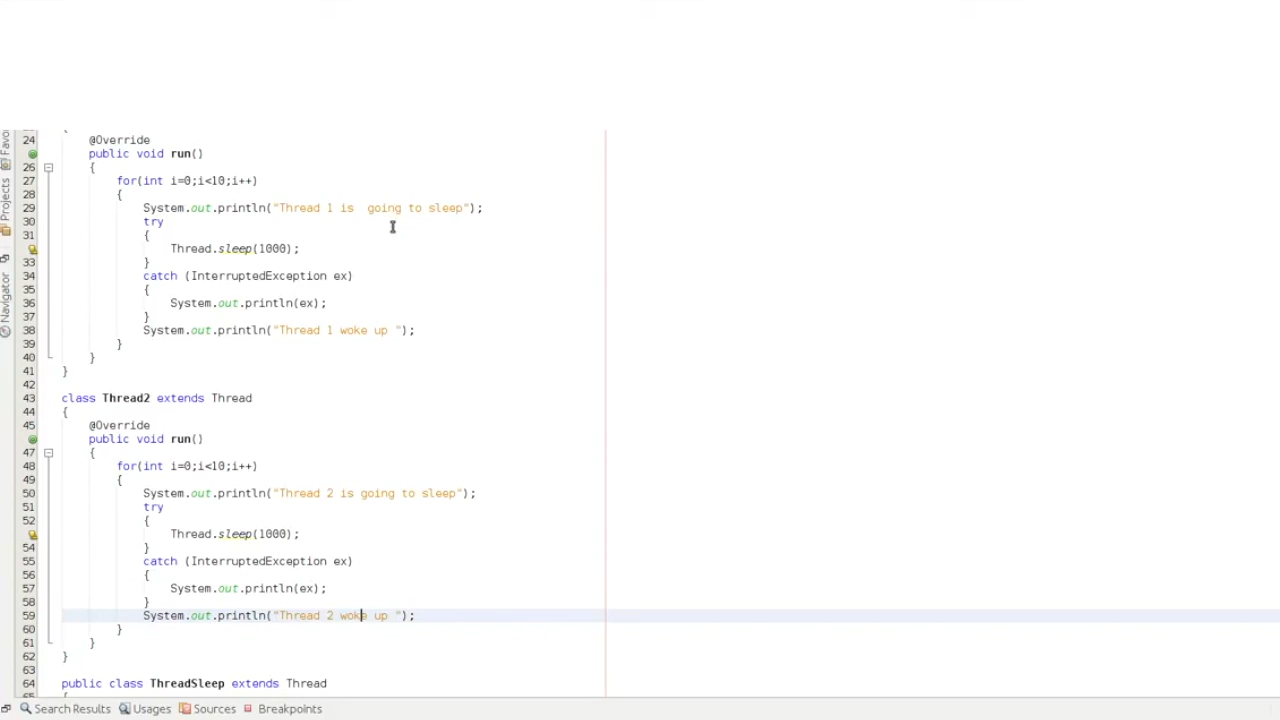 Favo
Projects
Navigator
24 @Override
public void run()
26 {
27 for(int i=0;i<10;i++)
28 {
29 System.out.println("Thread 1 is  going to sleep");
30 try
31 {
Thread.sleep(1000);
33 }
34 catch (InterruptedException ex)
35 {
36 System.out.println(ex);
37 }
38 System.out.println("Thread 1 woke up ");
39 }
40 }
41 }
42
43 class Thread2 extends Thread
44 {
45 @Override
public void run()
47 {
48 for(int i=0;i<10;i++)
49 {
50 System.out.println("Thread 2 is going to sleep");
51 try
52 {
Thread.sleep(1000);
54 }
55 catch (InterruptedException ex)
56 {
57 System.out.println(ex);
58 }
59 System.out.println("Thread 2 woke up ");
60 }
61 }
62 }
63
64 public class ThreadSleep extends Thread
Search Results Usages Sources Breakpoints